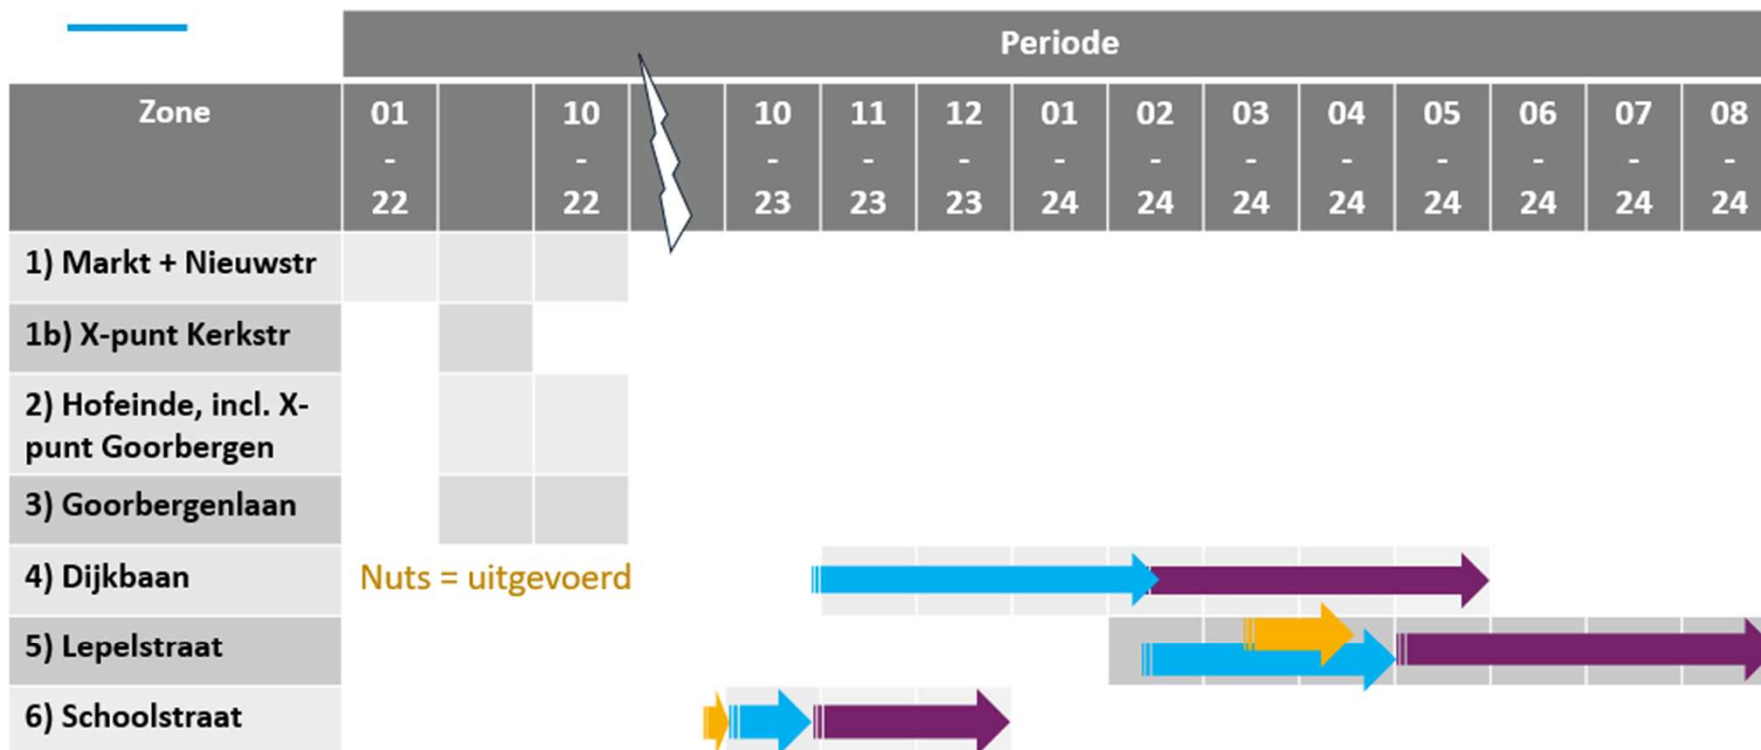 Periode
Zone
01 - 22
10 - 22
10 - 23
11 - 23
12 - 23
01 - 24
02 - 24
03 - 24
04 - 24
05 - 24
06 - 24
07 - 24
08 - 24
1) Markt + Nieuwstr
1b) X-punt Kerkstr
2) Hofeinde, incl. X-
punt Goorbergen
3) Goorbergenlaan
4) Dijkbaan
Nuts = uitgevoerd
5) Lepelstraat
6) Schoolstraat